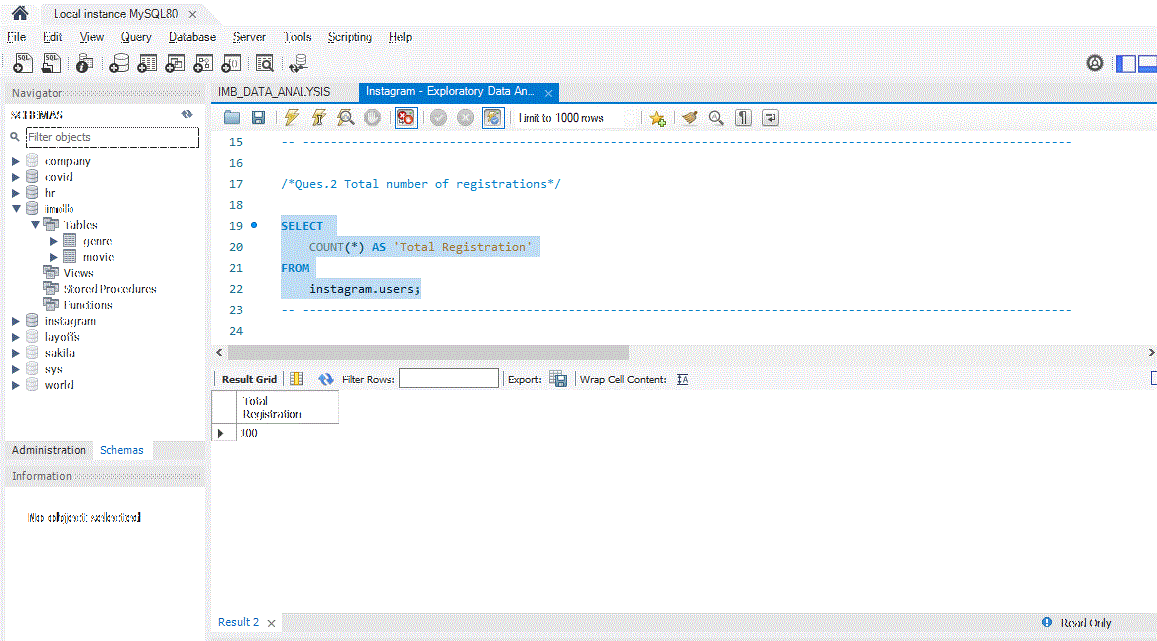 Local instance MySQL80
File Edit View Query Database Server Tools Scripting Help
Navigator
SCHEMAS
Filter objects
company
covid
hr
imdb
Tables
genre
movie
Views
Stored Procedures
Functions
instagram
layoffs
sakila
sys
world
Administration Schemas
Information
No object selected
IMB_DATA_ANALYSIS Instagram - Exploratory Data An...
Limit to 1000 rows
15 -- ----------------------------------------------------------------------------------------------------------------
16
17 /*Ques.2 Total number of registrations*/
18
19 SELECT
20 COUNT(*) AS 'Total Registration'
21 FROM
22 instagram.users;
23 -- ----------------------------------------------------------------------------------------------------------------
24
Result Grid Filter Rows: Export: Wrap Cell Content:
Total
Registration
100
Result 2 Read Only